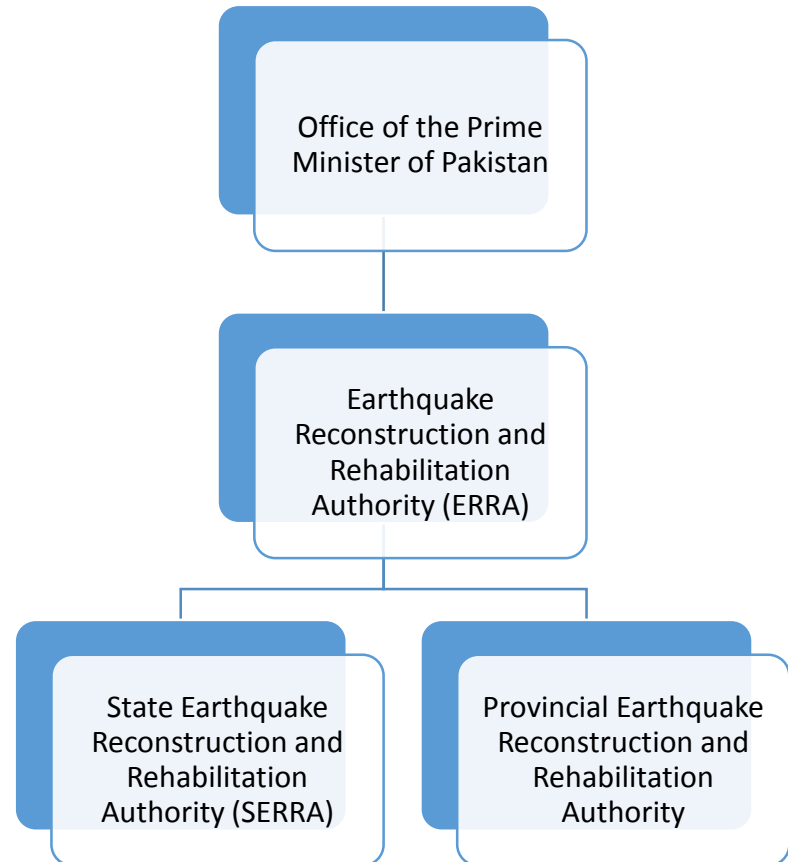 Office of the Prime
Minister of Pakistan
Earthquake
Reconstruction and
Rehabilitation
Authority (ERRA)
State Earthquake
Reconstruction and
Rehabilitation
Authority (SERRA)
Provincial Earthquake
Reconstruction and
Rehabilitation
Authority